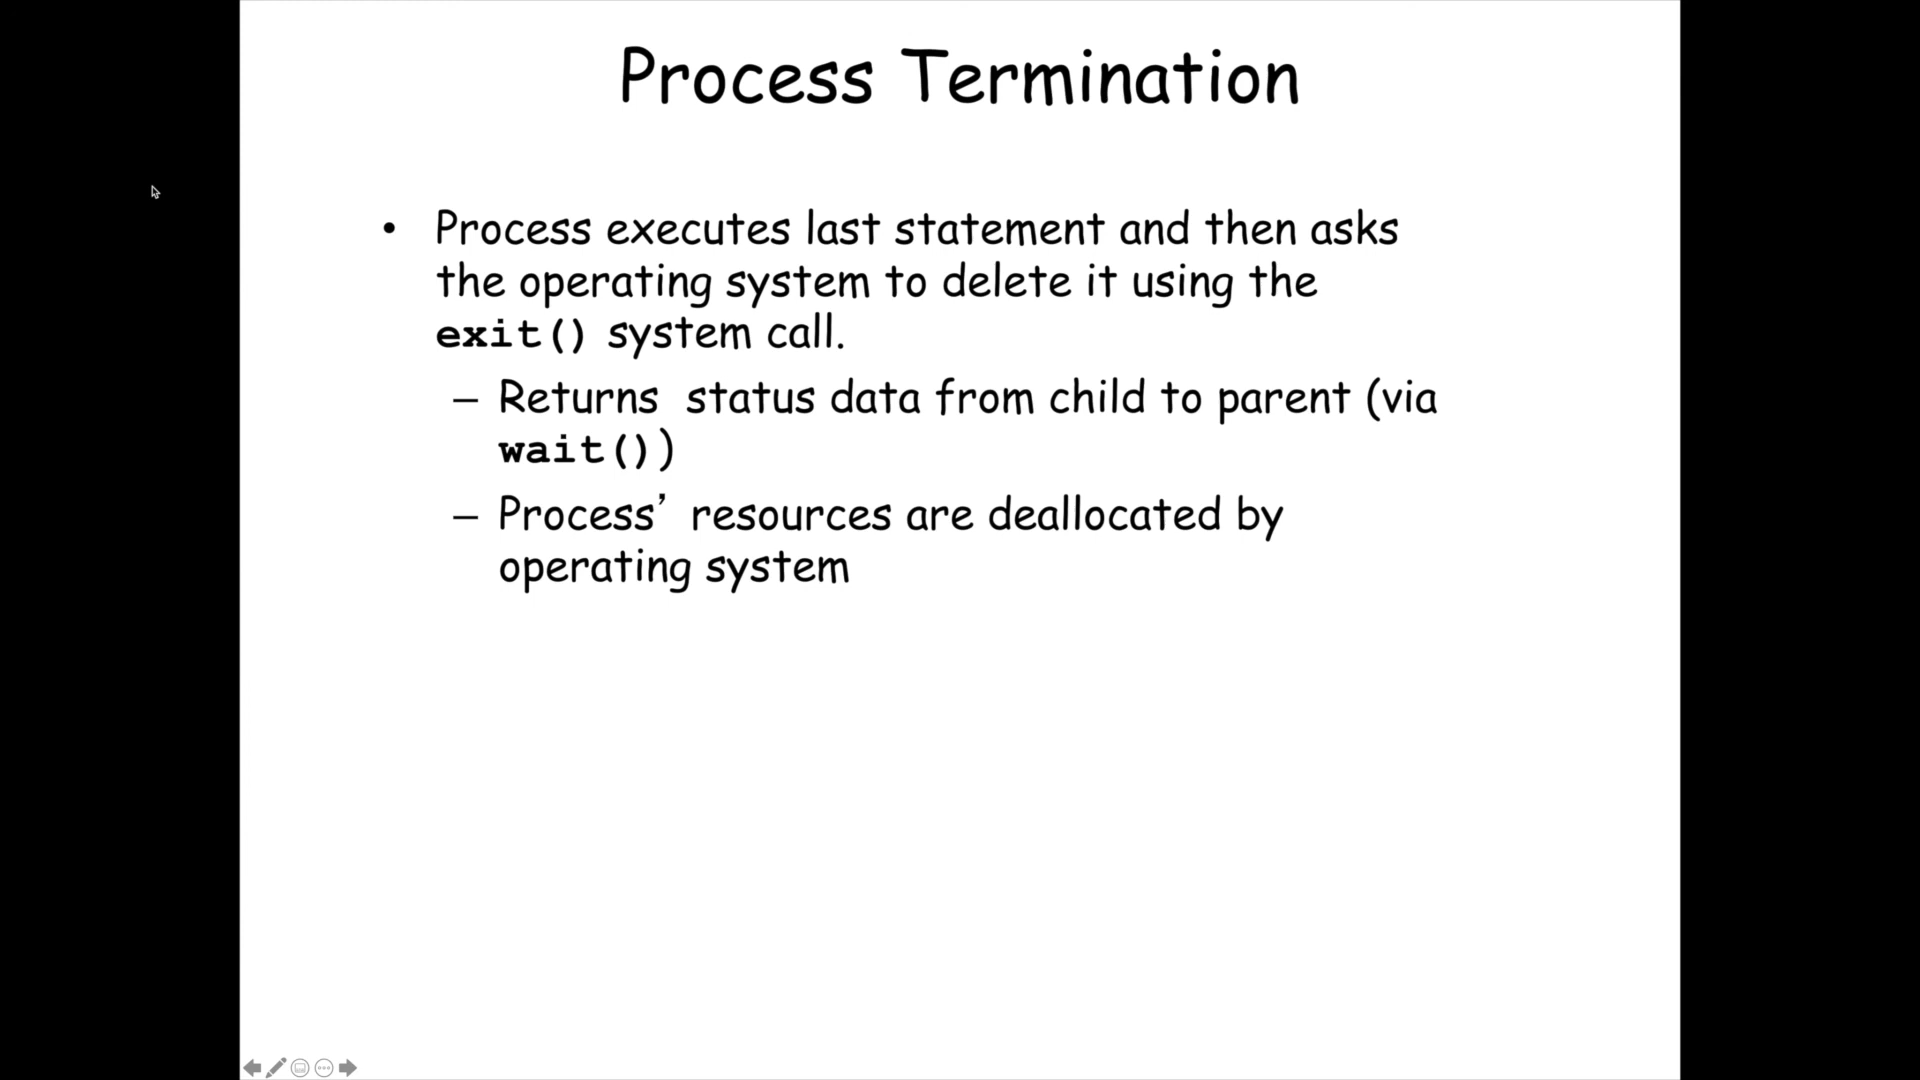 Process Termination
• Process executes last statement and then asks
the operating system to delete it using the
exit() system call.
– Returns  status data from child to parent (via
wait())
– Process’ resources are deallocated by
operating system